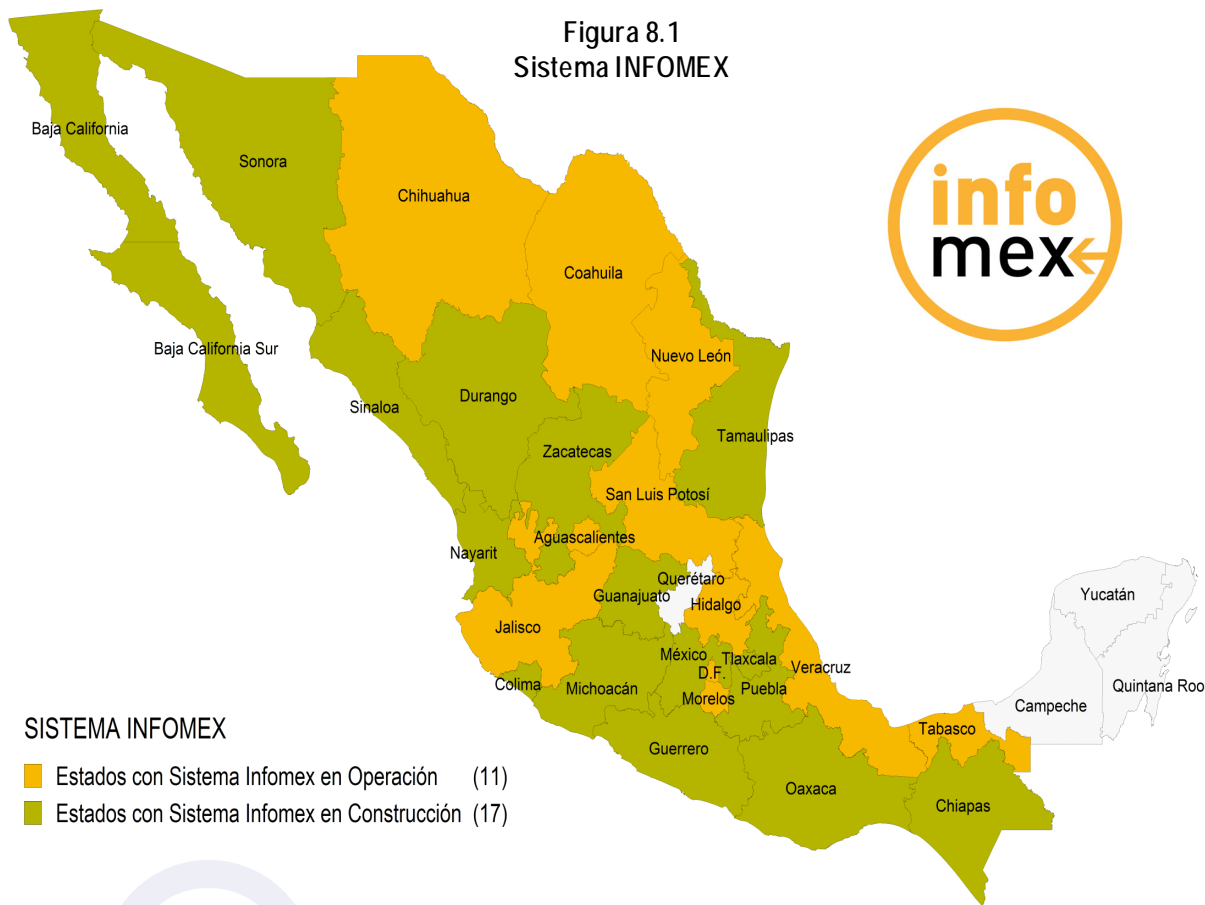 Figura 8.1
Sistema INFOMEX
info
mex
Baja California
Sonora
Chihuahua
Coahuila
Baja California Sur
Nuevo León
Sinaloa
Durango
Tamaulipas
Zacatecas
San Luis Potosí
Nayarit
Aguascalientes
Querétaro
Guanajuato
Hidalgo
Yucatán
Jalisco
México
Tlaxcala
Veracruz
D.F.
Colima
Michoacán
Morelos
Puebla
Quintana Roo
Campeche
Guerrero
Tabasco
Oaxaca
Chiapas
SISTEMA INFOMEX
Estados con Sistema Infomex en Operación (11)
Estados con Sistema Infomex en Construcción (17)